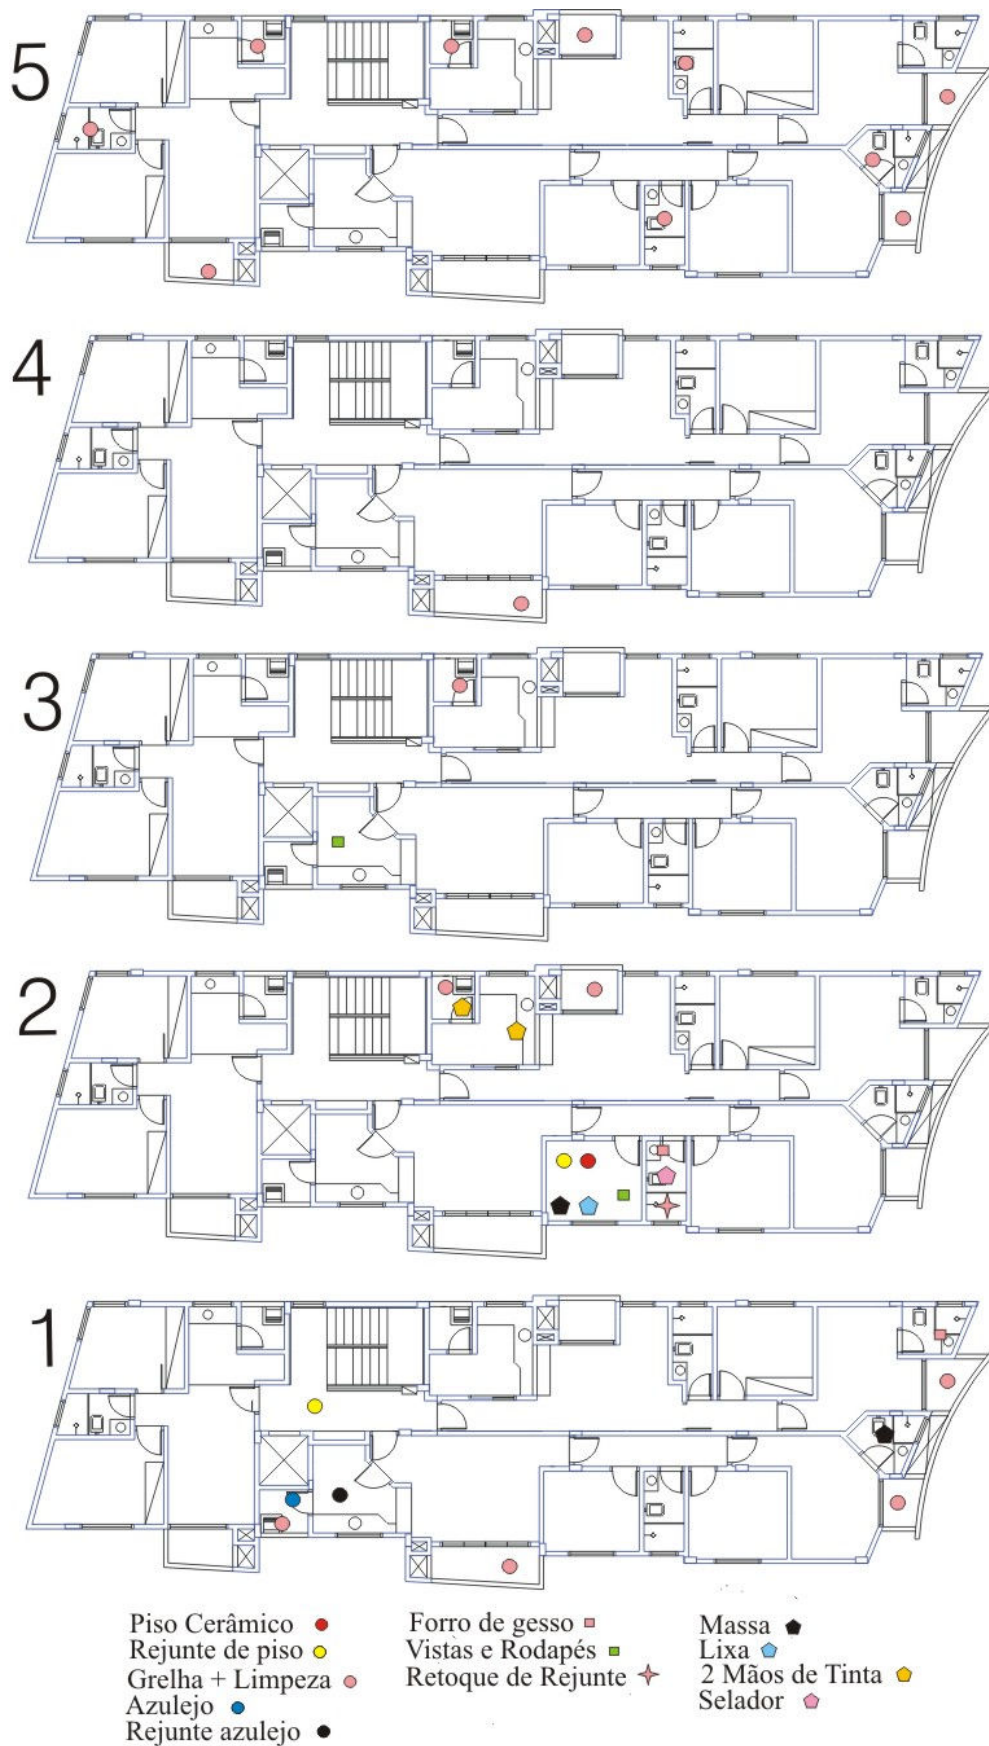 5
4
3
2
1
Piso Cerâmico
Rejunte de piso
Grelha + Limpeza
Azulejo
Rejunte azulejo
Forro de gesso
Vistas e Rodapés
Retoque de Rejunte
Massa
Lixa
2 Mãos de Tinta
Selador